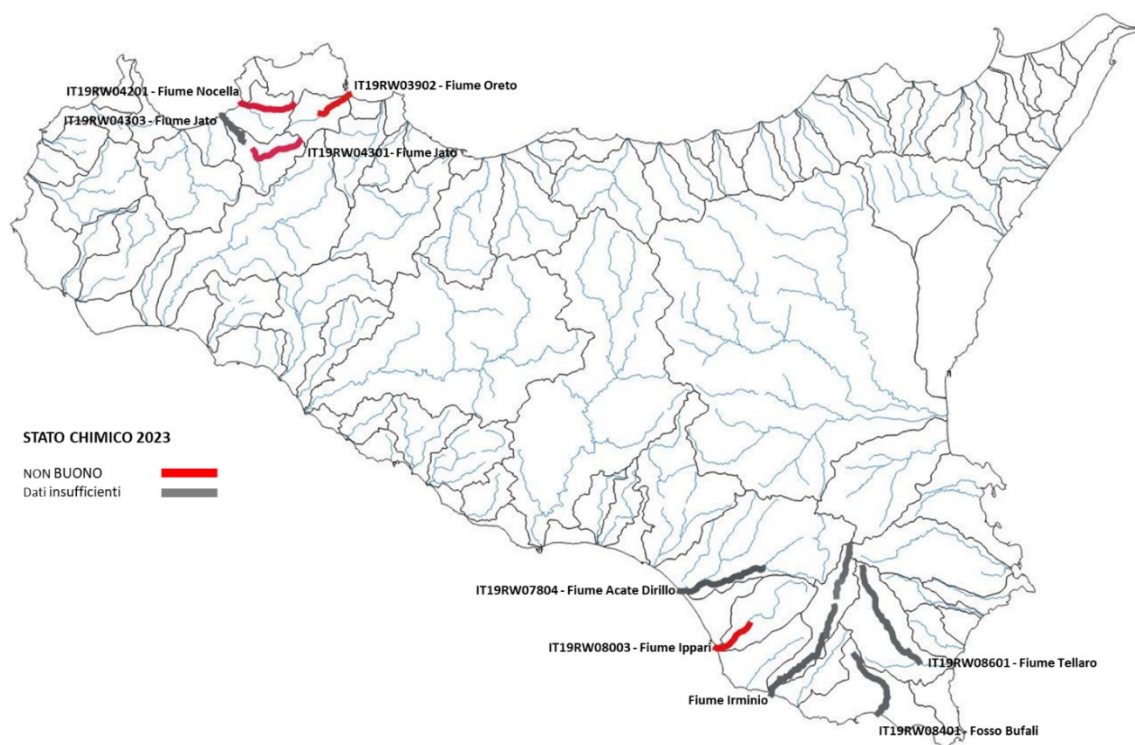 IT19RW03902 - Fiume Oreto
IT19RW04201 - Fiume Nocella
IT19RW04303 - Fiume Jato
IT19RW04301 - Fiume Jato
STATO CHIMICO 2023
NON BUONO
Dati insufficienti
IT19RW07804 - Fiume Acate Dirillo
IT19RW08003 - Fiume Ippari
IT19RW08601 - Fiume Tellaro
Fiume Irminio
IT19RW08401 - Fosso Bufali